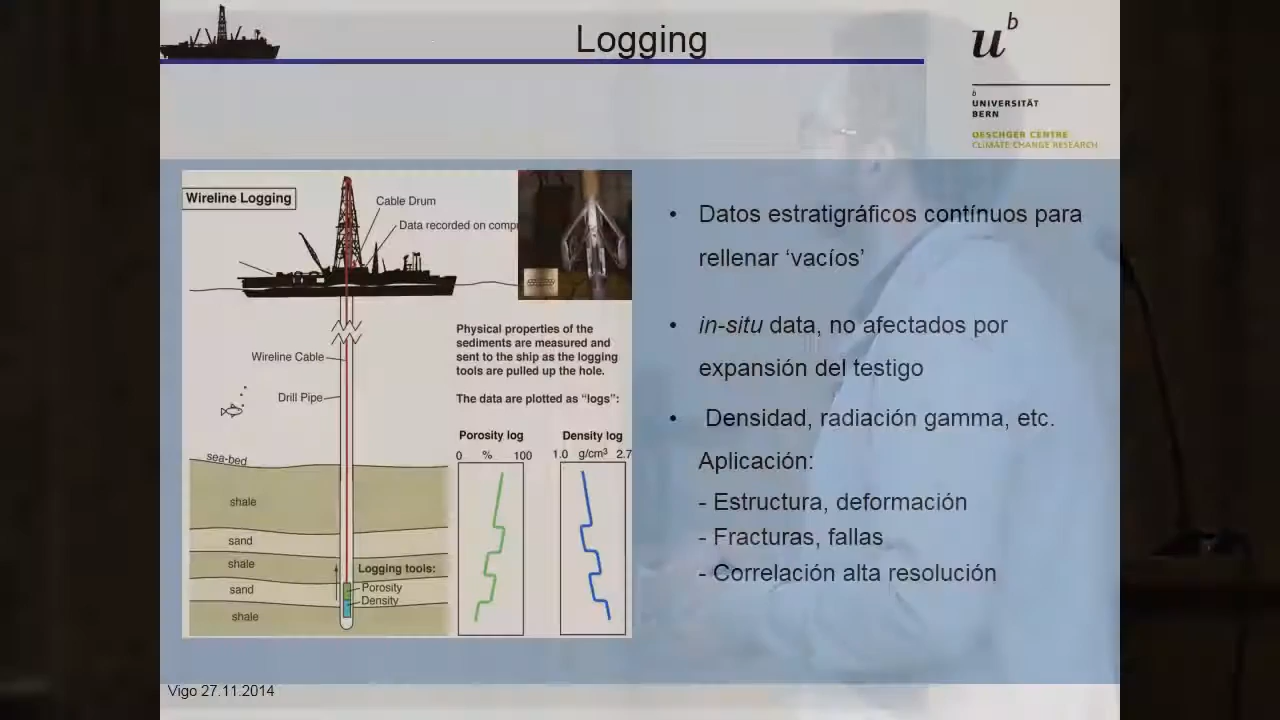 Logging
u b
b
UNIVERSITÄT
BERN
OESCHGER CENTRE
CLIMATE CHANGE RESEARCH
Wireline Logging
Cable Drum
Data recorded on comp
Wireline Cable
Drill Pipe
Physical properties of the
sediments are measured and
sent to the ship as the logging
tools are pulled up the hole.
The data are plotted as “logs”:
Porosity log
0 % 100
Density log
1.0 g/cm³ 2.7
sea-bed
shale
sand
shale
sand
shale
Logging tools:
Porosity
Density
• Datos estratigráficos contínuos para
rellenar ‘vacíos’
• in-situ data, no afectados por
expansión del testigo
• Densidad, radiación gamma, etc.
Aplicación:
- Estructura, deformación
- Fracturas, fallas
- Correlación alta resolución
Vigo 27.11.2014